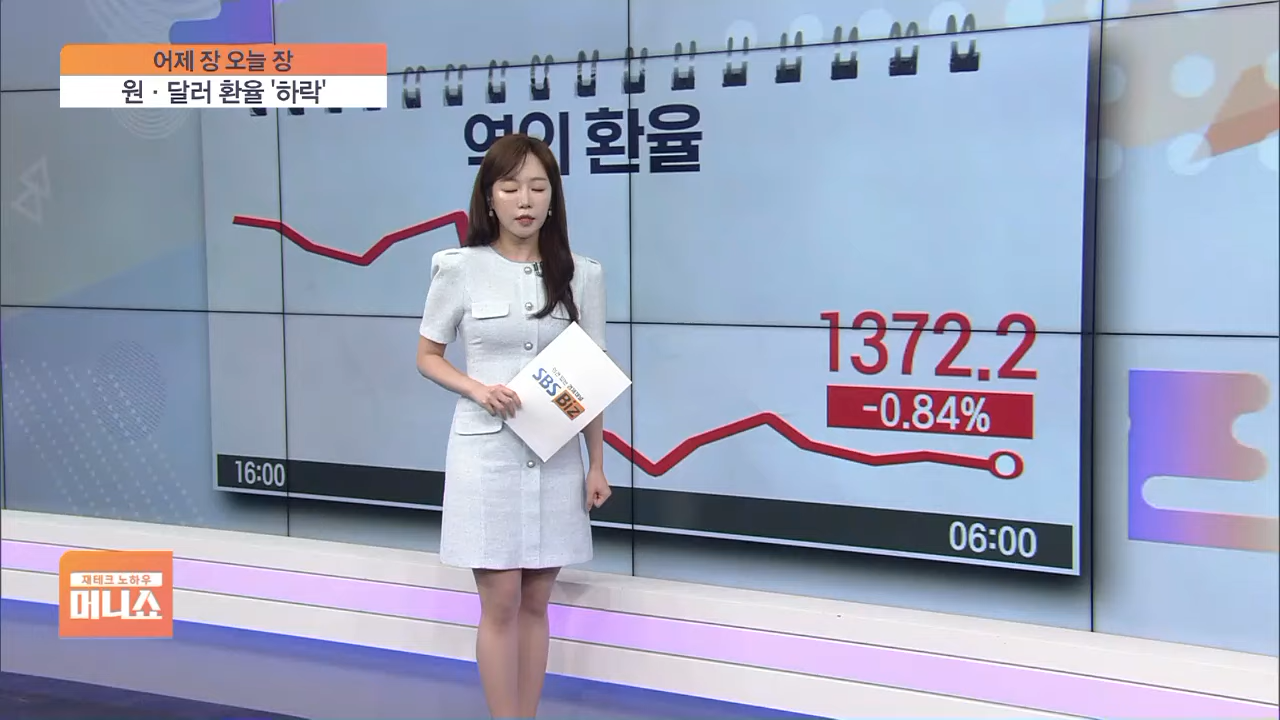 어제 장 오늘 장
원·달러 환율 '하락'
역외 환율
1372.2
-0.84%
16:00
06:00
SBS Biz
재테크 노하우
머니쇼